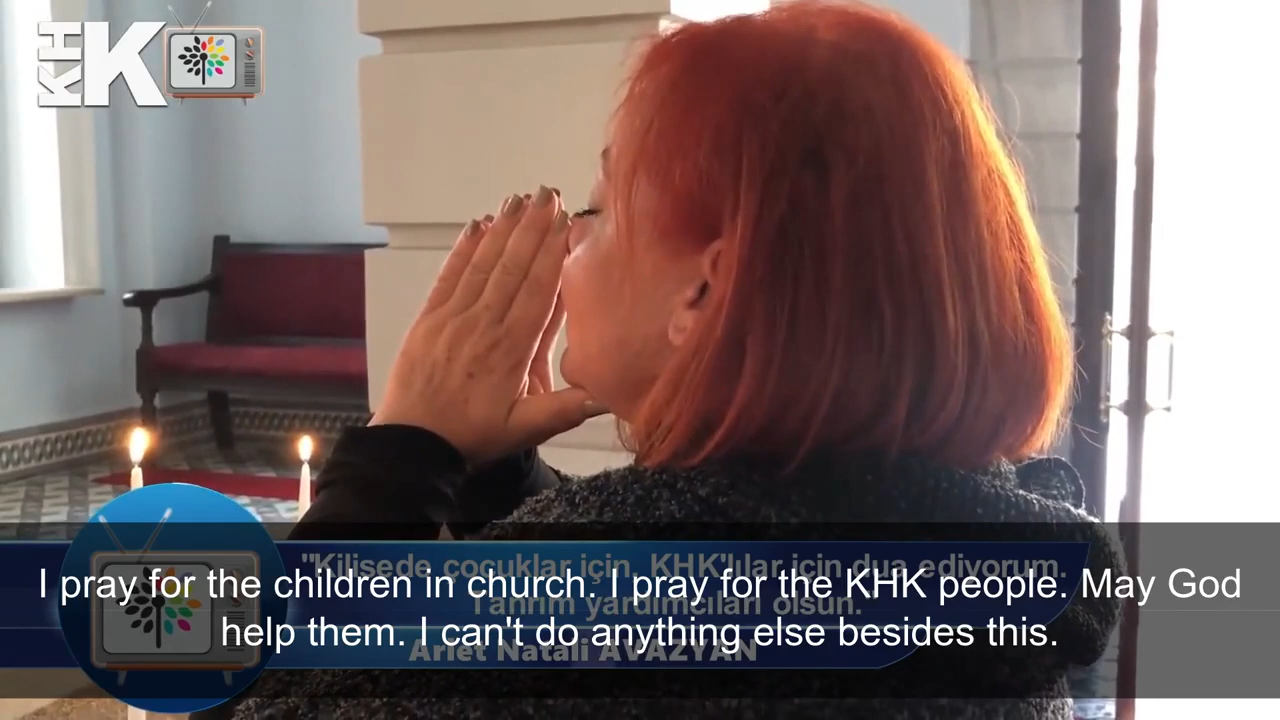 KHK
"Kilisede çocuklar için, KHK'lılar için dua ediyorum.
Tanrım yardımcıları olsun."
Arlet Natali AVAZYAN
I pray for the children in church. I pray for the KHK people. May God
help them. I can't do anything else besides this.